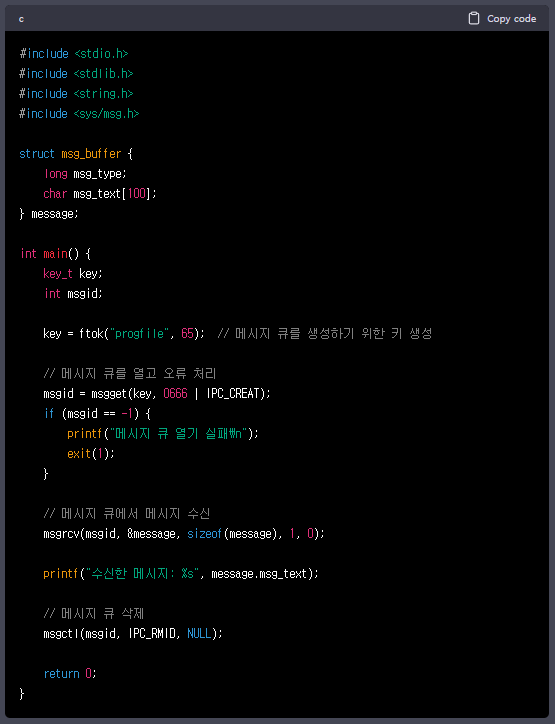 c
Copy code
#include <stdio.h>
#include <stdlib.h>
#include <string.h>
#include <sys/msg.h>
struct msg_buffer {
    long msg_type;
    char msg_text[100];
} message;
int main() {
    key_t key;
    int msgid;
    key = ftok("progfile", 65);  // 메시지 큐를 생성하기 위한 키 생성
    // 메시지 큐를 열고 오류 처리
    msgid = msgget(key, 0666 | IPC_CREAT);
    if (msgid == -1) {
        printf("메시지 큐 열기 실패₩n");
        exit(1);
    }
    // 메시지 큐에서 메시지 수신
    msgrcv(msgid, &message, sizeof(message), 1, 0);
    printf("수신한 메시지: %s", message.msg_text);
    // 메시지 큐 삭제
    msgctl(msgid, IPC_RMID, NULL);
    return 0;
}